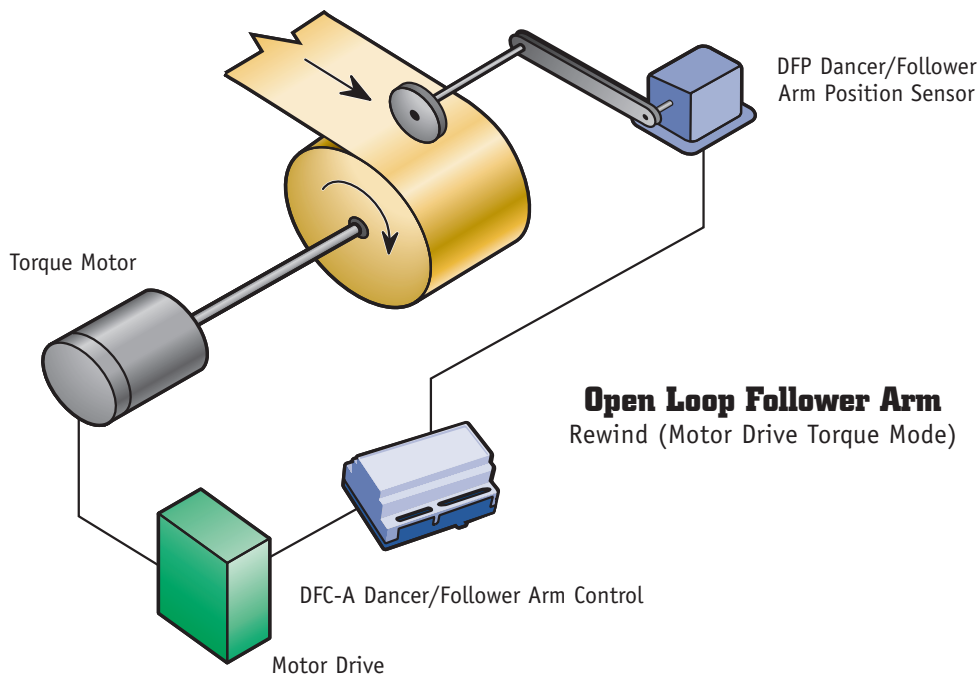 DFP Dancer/Follower
Arm Position Sensor
Torque Motor
Open Loop Follower Arm
Rewind (Motor Drive Torque Mode)
DFC-A Dancer/Follower Arm Control
Motor Drive